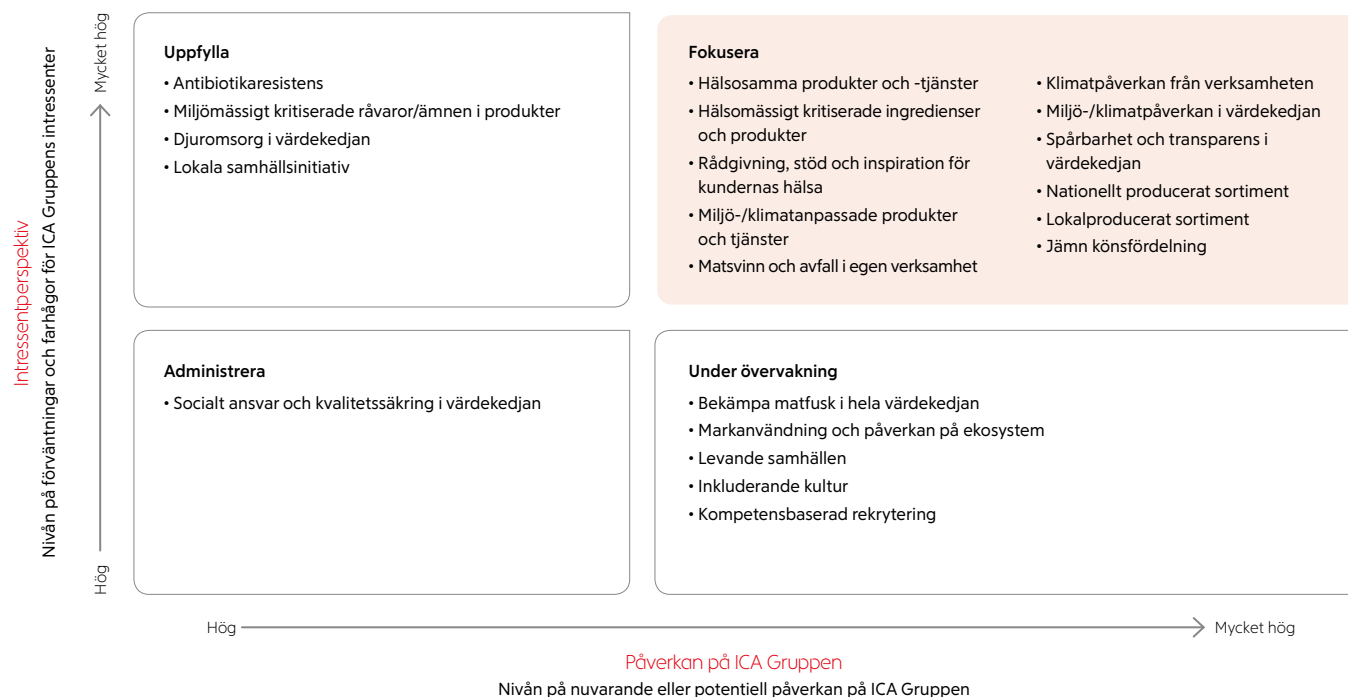 Intressentperspektiv
Nivån på förväntningar och farhågor för ICA Gruppens intressenter
Mycket hög
Hög
Uppfylla
• Antibiotikaresistens
• Miljömässigt kritiserade råvaror/ämnen i produkter
• Djuromsorg i värdekedjan
• Lokala samhällsinitiativ
Fokusera
• Hälsosamma produkter och -tjänster
• Hälsomässigt kritiserade ingredienser
och produkter
• Rådgivning, stöd och inspiration för
kundernas hälsa
• Miljö-/klimatanpassade produkter
och tjänster
• Matsvinn och avfall i egen verksamhet
• Klimatpåverkan från verksamheten
• Miljö-/klimatpåverkan i värdekedjan
• Spårbarhet och transparens i
värdekedjan
• Nationellt producerat sortiment
• Lokalproducerat sortiment
• Jämn könsfördelning
Administrera
• Socialt ansvar och kvalitetssäkring i värdekedjan
Under övervakning
• Bekämpa matfusk i hela värdekedjan
• Markanvändning och påverkan på ekosystem
• Levande samhällen
• Inkluderande kultur
• Kompetensbaserad rekrytering
Hög
Mycket hög
Påverkan på ICA Gruppen
Nivån på nuvarande eller potentiell påverkan på ICA Gruppen